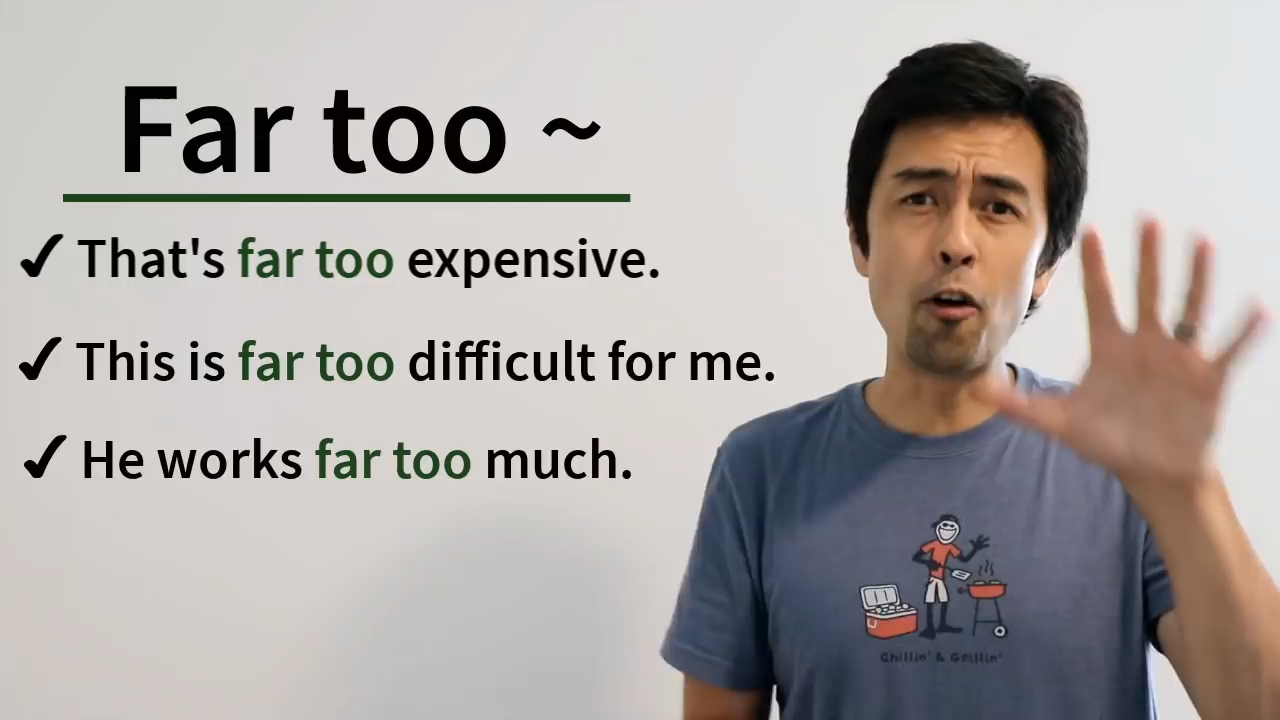 Far too ~
✓ That's far too expensive.
✓ This is far too difficult for me.
✓ He works far too much.
Chillin' & Grillin'